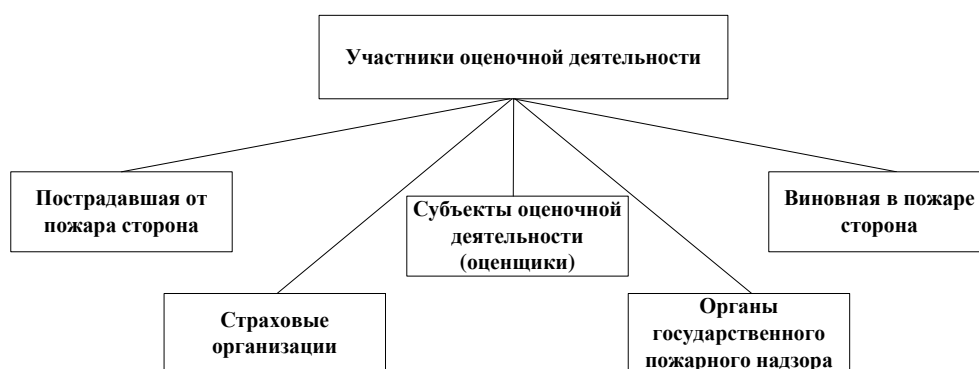 Участники оценочной деятельности
Пострадавшая от
пожара сторона
Субъекты оценочной
деятельности
(оценщики)
Виновная в пожаре
сторона
Страховые
организации
Органы
государственного
пожарного надзора